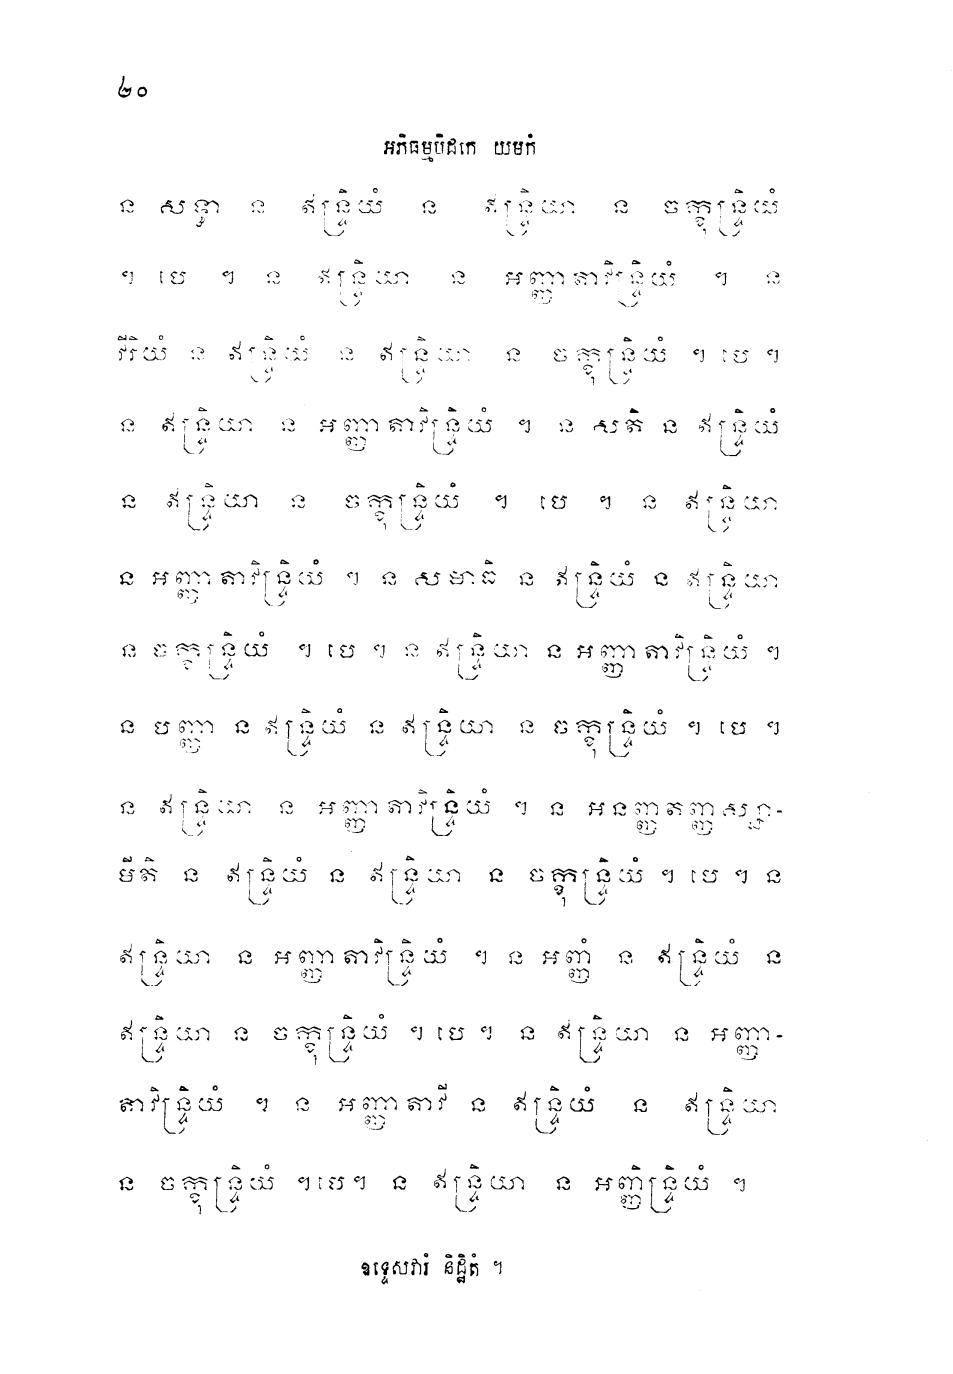 ៤០
អភិធម្មបិដកេ យមកំ
ន សទ្ធា ន ឥន្ទ្រិយំ ន ឥន្ទ្រិយា ន ចក្ខុន្ទ្រិយំ
។ បេ ។ ន ឥន្ទ្រិយា ន អញ្ញាតាវិន្ទ្រិយំ ។ ន
វីរិយំ ន ឥន្ទ្រិយំ ន ឥន្ទ្រិយា ន ចក្ខុន្ទ្រិយំ ។ បេ ។
ន ឥន្ទ្រិយា ន អញ្ញាតាវិន្ទ្រិយំ ។ ន សតិ ន ឥន្ទ្រិយំ
ន ឥន្ទ្រិយា ន ចក្ខុន្ទ្រិយំ ។ បេ ។ ន ឥន្ទ្រិយា
ន អញ្ញាតាវិន្ទ្រិយំ ។ ន សមាធិ ន ឥន្ទ្រិយំ ន ឥន្ទ្រិយា
ន ចក្ខុន្ទ្រិយំ ។ បេ ។ ន ឥន្ទ្រិយា ន អញ្ញាតាវិន្ទ្រិយំ ។
ន បញ្ញា ន ឥន្ទ្រិយំ ន ឥន្ទ្រិយា ន ចក្ខុន្ទ្រិយំ ។ បេ ។
ន ឥន្ទ្រិយា ន អញ្ញាតាវិន្ទ្រិយំ ។ ន អនញ្ញតញ្ញស្សា-
មីតិ ន ឥន្ទ្រិយំ ន ឥន្ទ្រិយា ន ចក្ខុន្ទ្រិយំ ។ បេ ។ ន
ឥន្ទ្រិយា ន អញ្ញាតាវិន្ទ្រិយំ ។ ន អញ្ញំ ន ឥន្ទ្រិយំ ន
ឥន្ទ្រិយា ន ចក្ខុន្ទ្រិយំ ។ បេ ។ ន ឥន្ទ្រិយា ន អញ្ញា-
តាវិន្ទ្រិយំ ។ ន អញ្ញាតាវី ន ឥន្ទ្រិយំ ន ឥន្ទ្រិយា
ន ចក្ខុន្ទ្រិយំ ។ បេ ។ ន ឥន្ទ្រិយា ន អញ្ញិន្ទ្រិយំ ។
ឧទ្ទេសវារំ និដ្ឋិតំ ។